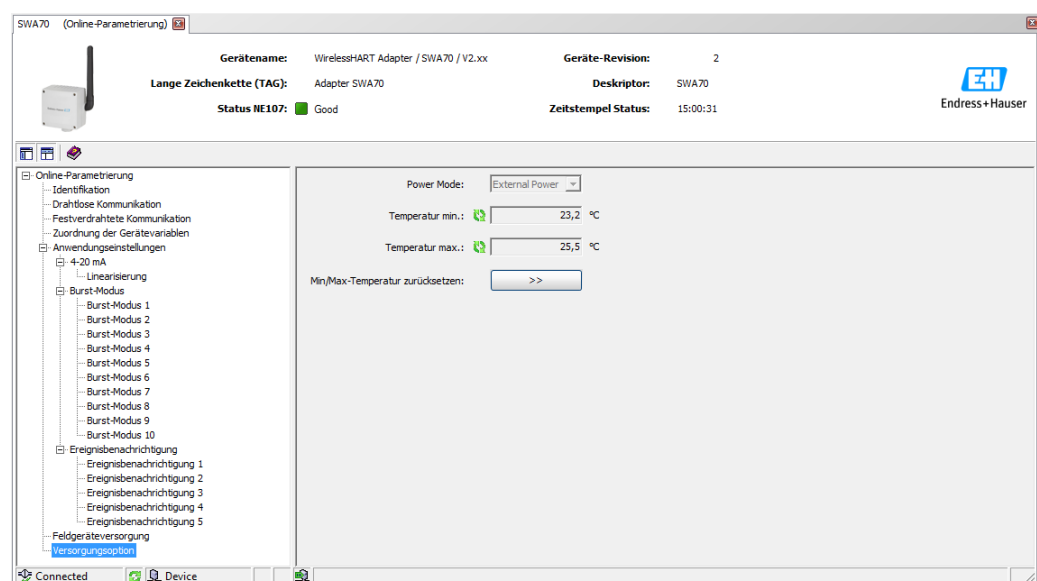 SWA70 (Online-Parametrierung)
Gerätename: WirelessHART Adapter / SWA70 / V2.xx Geräte-Revision: 2
Lange Zeichenkette (TAG): Adapter SWA70 Deskriptor: SWA70
Status NE107: Good Zeitstempel Status: 15:00:31
EH
Endress+Hauser
Online-Parametrierung
Identifikation
Drahtlose Kommunikation
Festverdrahtete Kommunikation
Zuordnung der Gerätevariablen
Anwendungseinstellungen
4-20 mA
Linearisierung
Burst-Modus
Burst-Modus 1
Burst-Modus 2
Burst-Modus 3
Burst-Modus 4
Burst-Modus 5
Burst-Modus 6
Burst-Modus 7
Burst-Modus 8
Burst-Modus 9
Burst-Modus 10
Ereignisbenachrichtigung
Ereignisbenachrichtigung 1
Ereignisbenachrichtigung 2
Ereignisbenachrichtigung 3
Ereignisbenachrichtigung 4
Ereignisbenachrichtigung 5
Feldgeräteversorgung
Versorgungsoption
Power Mode: External Power
Temperatur min.: 23,2 °C
Temperatur max.: 25,5 °C
Min/Max-Temperatur zurücksetzen: >>
Connected Device